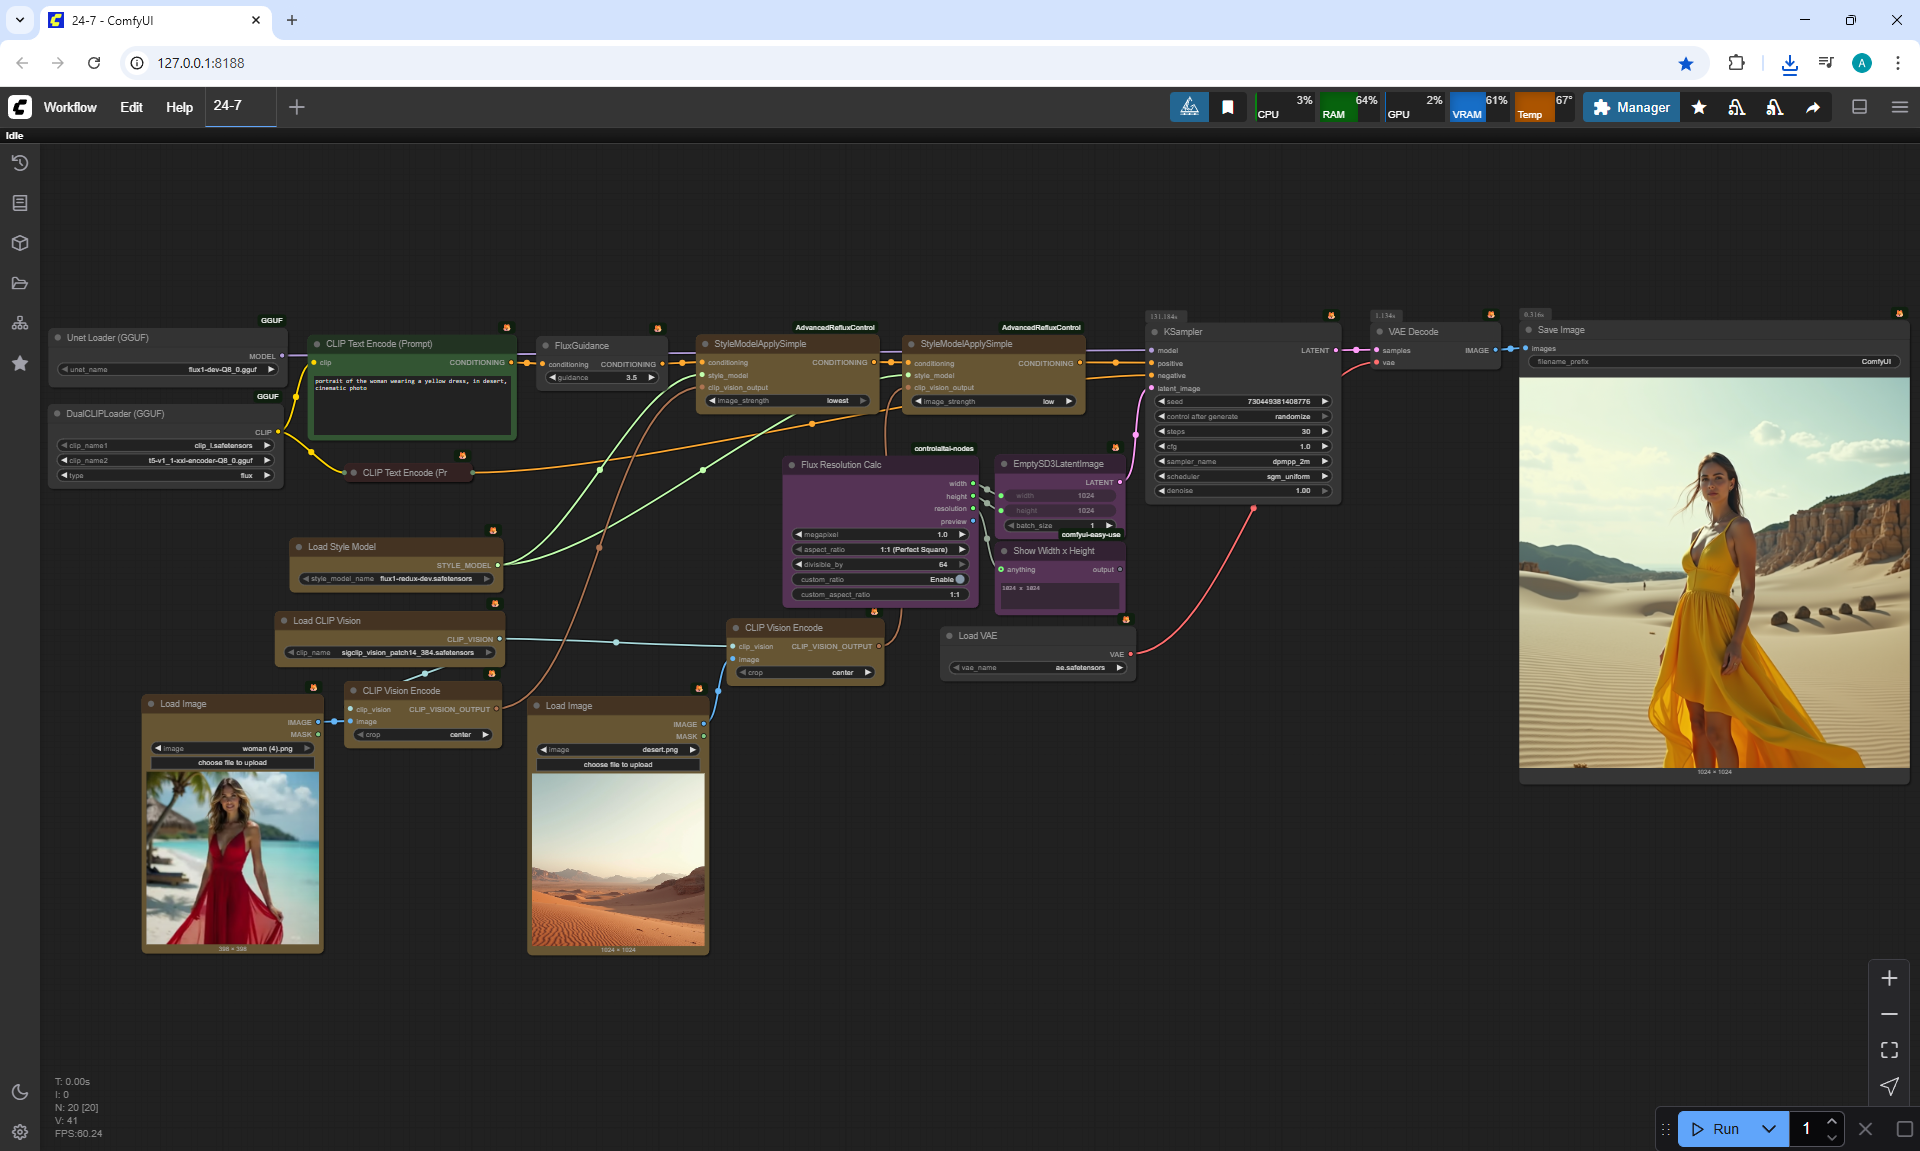 24-7 - ComfyUI
127.0.0.1:8188
A
Workflow
Edit
Help
24-7
CPU
3%
RAM
64%
GPU
2%
VRAM
61%
Temp
67°
Manager
Idle
GGUF
Unet Loader (GGUF)
MODEL
unet_name flux1-dev-Q8_0.gguf
GGUF
DualCLIPLoader (GGUF)
CLIP
clip_name1 clip_l.safetensors
clip_name2 t5-v1_1-xxl-encoder-Q8_0.gguf
type flux
CLIP Text Encode (Prompt)
clip CONDITIONING
portrait of the woman wearing a yellow dress, in desert,
cinematic photo
CLIP Text Encode (Pr
FluxGuidance
conditioning CONDITIONING
guidance 3.5
AdvancedRefluxControl
StyleModelApplySimple
conditioning CONDITIONING
style_model
clip_vision_output
image_strength lowest
AdvancedRefluxControl
StyleModelApplySimple
conditioning CONDITIONING
style_model
clip_vision_output
image_strength low
131.184s
KSampler
model LATENT
positive
negative
latent_image
seed 730449381408776
control after generate randomize
steps 30
cfg 1.0
sampler_name dpmpp_2m
scheduler sgm_uniform
denoise 1.00
1.134s
VAE Decode
samples IMAGE
vae
0.516s
Save Image
images
filename_prefix ComfyUI
1024 × 1024
controlaltai-nodes
Flux Resolution Calc
width
height
resolution
preview
megapixel 1.0
aspect_ratio 1:1 (Perfect Square)
divisible_by 64
custom_ratio Enable
custom_aspect_ratio 1:1
EmptySD3LatentImage
LATENT
width 1024
height 1024
batch_size 1
comfyui-easy-use
Show Width x Height
anything output
1024 x 1024
Load Style Model
STYLE_MODEL
style_model_name flux1-redux-dev.safetensors
Load CLIP Vision
CLIP_VISION
clip_name sigclip_vision_patch14_384.safetensors
CLIP Vision Encode
clip_vision CLIP_VISION_OUTPUT
image
crop center
Load VAE
VAE
vae_name ae.safetensors
CLIP Vision Encode
clip_vision CLIP_VISION_OUTPUT
image
crop center
Load Image
IMAGE
MASK
image woman (4).png
choose file to upload
398 × 398
Load Image
IMAGE
MASK
image desert.png
choose file to upload
1024 × 1024
T: 0.00s
I: 0
N: 20 [20]
V: 41
FPS:60.24
Run
1